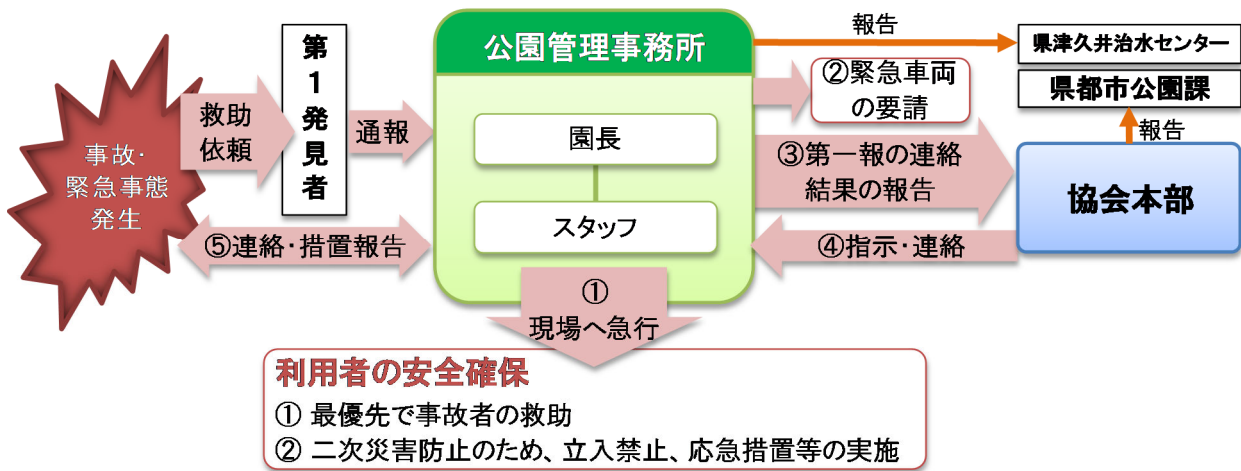 公園管理事務所
報告
県津久井治水センター
県都市公園課
報告
②緊急車両
の要請
事故・
緊急事態
発生
救助
依頼
第1発見者
通報
園長
スタッフ
③第一報の連絡
結果の報告
協会本部
⑤連絡・措置報告
④指示・連絡
①
現場へ急行
利用者の安全確保
① 最優先で事故者の救助
② 二次災害防止のため、立入禁止、応急措置等の実施